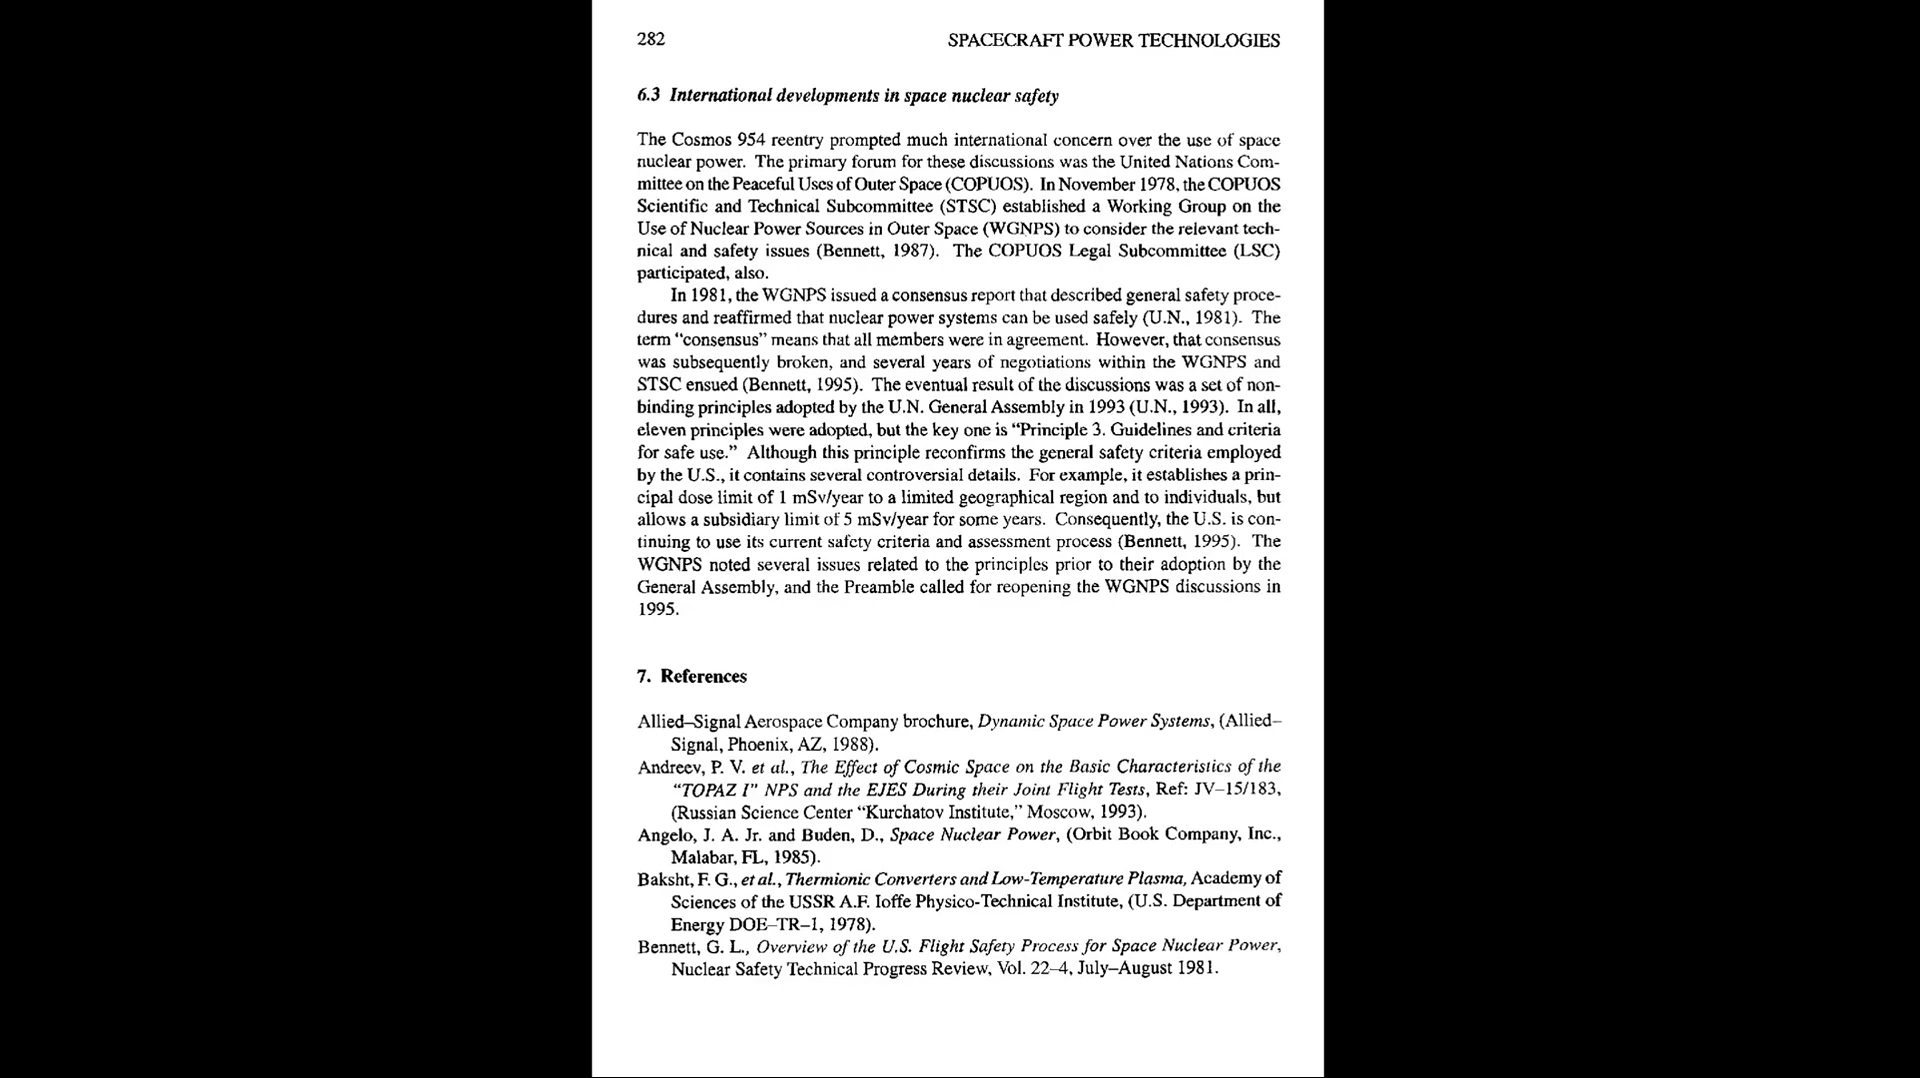 282 SPACECRAFT POWER TECHNOLOGIES
6.3 International developments in space nuclear safety
The Cosmos 954 reentry prompted much international concern over the use of space
nuclear power. The primary forum for these discussions was the United Nations Com-
mittee on the Peaceful Uses of Outer Space (COPUOS). In November 1978, the COPUOS
Scientific and Technical Subcommittee (STSC) established a Working Group on the
Use of Nuclear Power Sources in Outer Space (WGNPS) to consider the relevant tech-
nical and safety issues (Bennett, 1987). The COPUOS Legal Subcommittee (LSC)
participated, also.
In 1981, the WGNPS issued a consensus report that described general safety proce-
dures and reaffirmed that nuclear power systems can be used safely (U.N., 1981). The
term “consensus” means that all members were in agreement. However, that consensus
was subsequently broken, and several years of negotiations within the WGNPS and
STSC ensued (Bennett, 1995). The eventual result of the discussions was a set of non-
binding principles adopted by the U.N. General Assembly in 1993 (U.N., 1993). In all,
eleven principles were adopted, but the key one is “Principle 3. Guidelines and criteria
for safe use.” Although this principle reconfirms the general safety criteria employed
by the U.S., it contains several controversial details. For example, it establishes a prin-
cipal dose limit of 1 mSv/year to a limited geographical region and to individuals, but
allows a subsidiary limit of 5 mSv/year for some years. Consequently, the U.S. is con-
tinuing to use its current safety criteria and assessment process (Bennett, 1995). The
WGNPS noted several issues related to the principles prior to their adoption by the
General Assembly, and the Preamble called for reopening the WGNPS discussions in
1995.
7. References
Allied–Signal Aerospace Company brochure, Dynamic Space Power Systems, (Allied–
Signal, Phoenix, AZ, 1988).
Andreev, P. V. et al., The Effect of Cosmic Space on the Basic Characteristics of the
“TOPAZ I” NPS and the EJES During their Joint Flight Tests, Ref: JV–15/183,
(Russian Science Center “Kurchatov Institute,” Moscow, 1993).
Angelo, J. A. Jr. and Buden, D., Space Nuclear Power, (Orbit Book Company, Inc.,
Malabar, FL, 1985).
Baksht, F. G., et al., Thermionic Converters and Low-Temperature Plasma, Academy of
Sciences of the USSR A.F. Ioffe Physico-Technical Institute, (U.S. Department of
Energy DOE–TR–1, 1978).
Bennett, G. L., Overview of the U.S. Flight Safety Process for Space Nuclear Power,
Nuclear Safety Technical Progress Review, Vol. 22–4, July–August 1981.